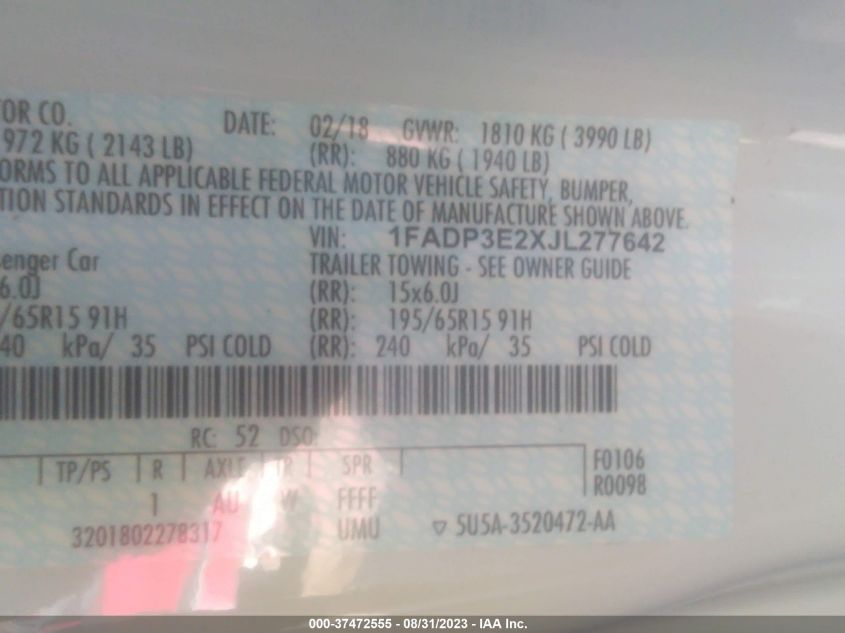 TOR CO. DATE: 02/18 GVWR: 1810 KG ( 3990 LB)
972 KG ( 2143 LB) (RR): 880 KG ( 1940 LB)
ORMS TO ALL APPLICABLE FEDERAL MOTOR VEHICLE SAFETY, BUMPER,
TION STANDARDS IN EFFECT ON THE DATE OF MANUFACTURE SHOWN ABOVE.
VIN: 1FADP3E2XJL277642
enger Car TRAILER TOWING - SEE OWNER GUIDE
6.0J (RR): 15x6.0J
/65R15 91H (RR): 195/65R15 91H
40 kPa/ 35 PSI COLD (RR): 240 kPa/ 35 PSI COLD
RC: 52 DSO:
TP/PS R AXLE TR SPR F0106
R0098
1 AU W FFFF
3201802278317 UMU ▽ SU5A-3520472-AA
000-37472555 - 08/31/2023 - IAA Inc.